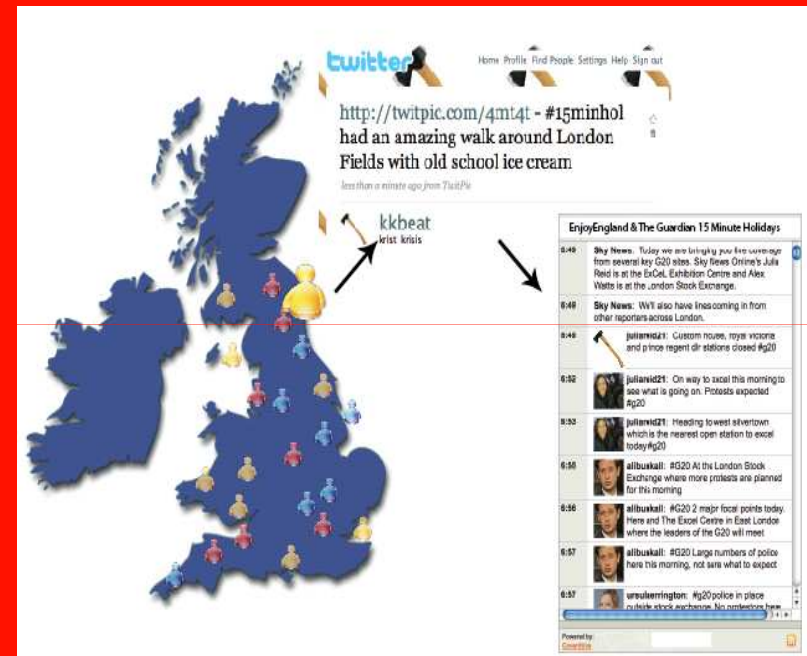 twitter
Home Profile Find People Settings Help Sign out
http://twitpic.com/4mt4t - #15minhol
had an amazing walk around London
Fields with old school ice cream
less than a minute ago from TwitPic
kkbeat
krist krisis
EnjoyEngland & The Guardian 15 Minute Holidays
6:49 Sky News: Today we are bringing you live coverage
from several key G20 sites. Sky News Online's Julia
Reid is at the ExCeL Exhibition Centre and Alex
Watts is at the London Stock Exchange.
6:49 Sky News: We'll also have lines coming in from
other reporters across London.
6:49 juliareid21: Custom house, royal victoria
and prince regent dlr stations closed #g20
6:52 juliareid21: On way to excel this morning to
see what is going on. Protests expected
#g20
6:53 juliareid21: Heading to west silvertown
which is the nearest open station to excel
today#g20
6:55 alibuskall: #G20 At the London Stock
Exchange where more protests are planned
for this morning
6:56 alibuskall: #G20 2 major focal points today.
Here and The Excel Centre in East London
where the leaders of the G20 will meet
6:57 alibuskall: #G20 Large numbers of police
here this morning, not sure what to expect
6:57 ursulaerrington: #g20 police in place
outside stock exchange. No protestors here
Powered by
CoveritLive